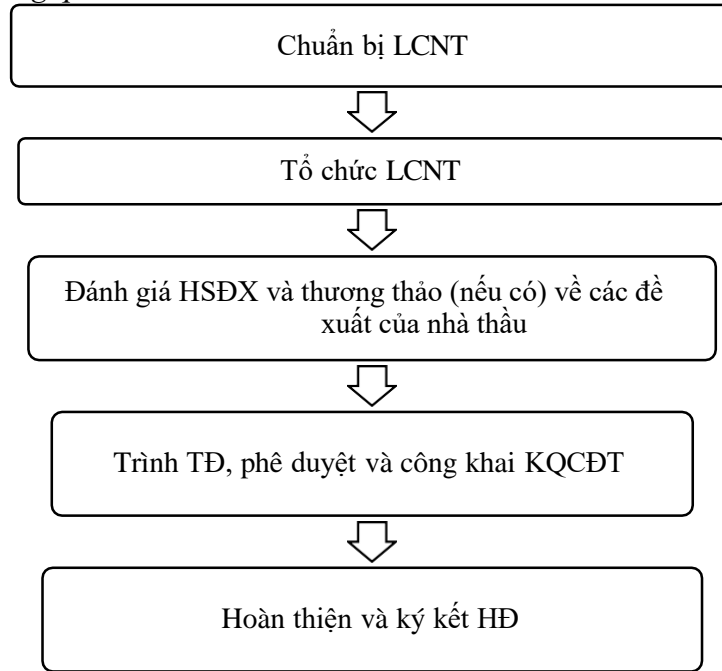 Chuẩn bị LCNT
Tổ chức LCNT
Đánh giá HSĐX và thương thảo (nếu có) về các đề
xuất của nhà thầu
Trình TĐ, phê duyệt và công khai KQCĐT
Hoàn thiện và ký kết HĐ